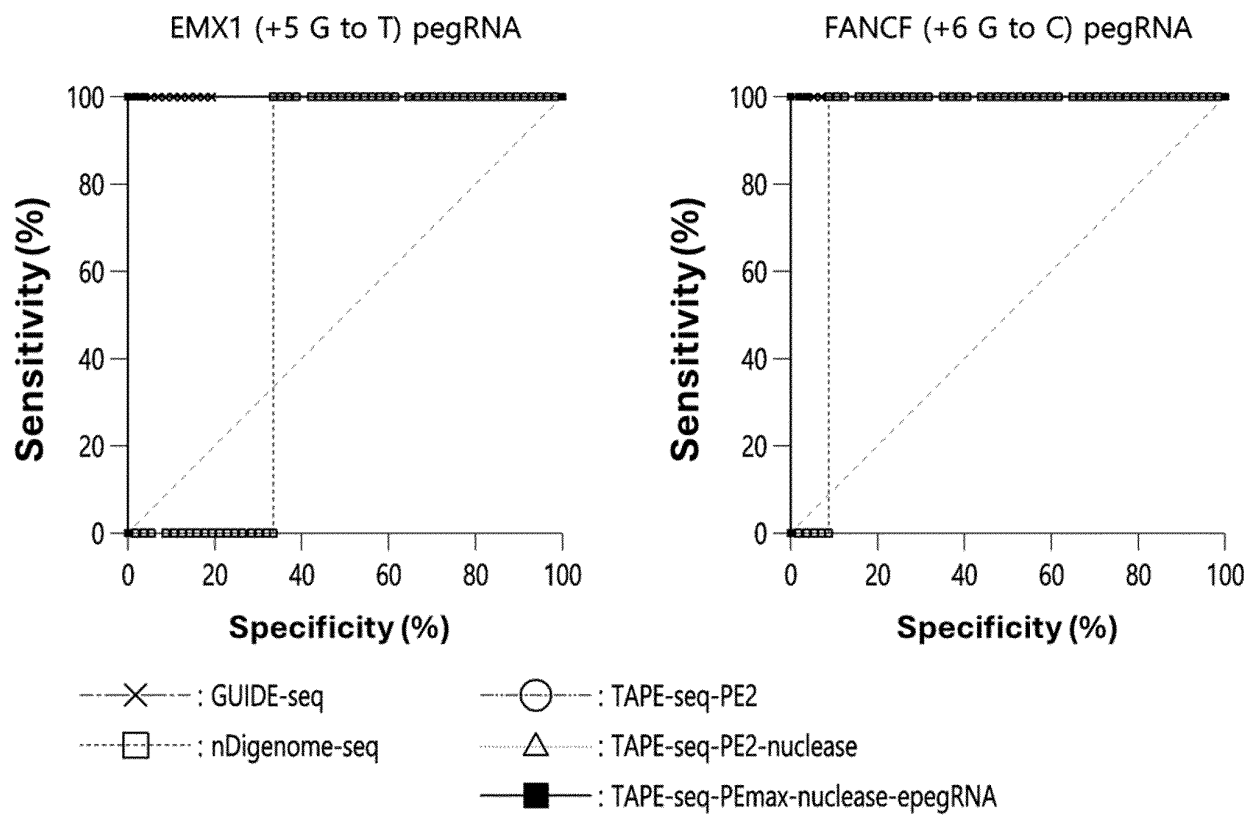 EMX1 (+5 G to T) pegRNA
100
80
60
40
20
0
Sensitivity (%)
0 20 40 60 80 100
Specificity (%)
FANCF (+6 G to C) pegRNA
100
80
60
40
20
0
Sensitivity (%)
0 20 40 60 80 100
Specificity (%)
: GUIDE-seq
: nDigenome-seq
: TAPE-seq-PE2
: TAPE-seq-PE2-nuclease
: TAPE-seq-PEmax-nuclease-epegRNA